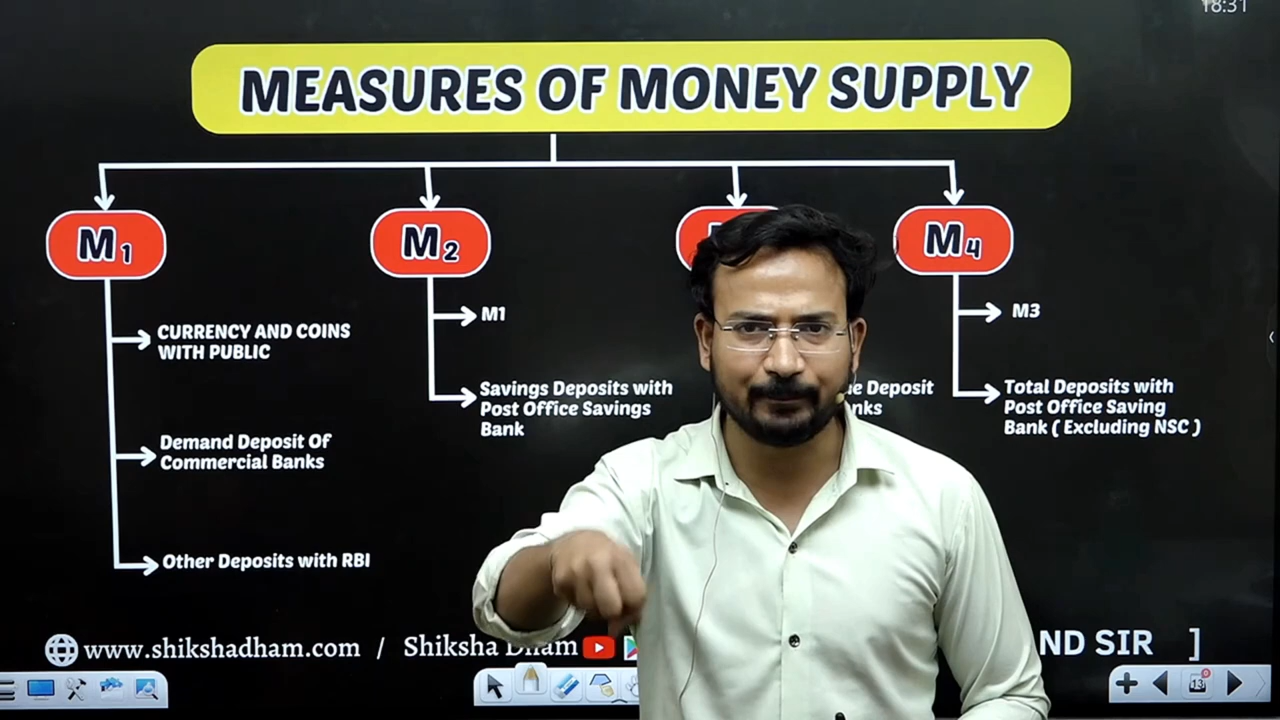 18:31
MEASURES OF MONEY SUPPLY
M1
M2
M4
CURRENCY AND COINS
WITH PUBLIC
Demand Deposit Of
Commercial Banks
Other Deposits with RBI
M1
Savings Deposits with
Post Office Savings
Bank
Deposit
M3
Total Deposits with
Post Office Saving
Bank ( Excluding NSC )
www.shikshadham.com / Shiksha Dham
SIR ]
13